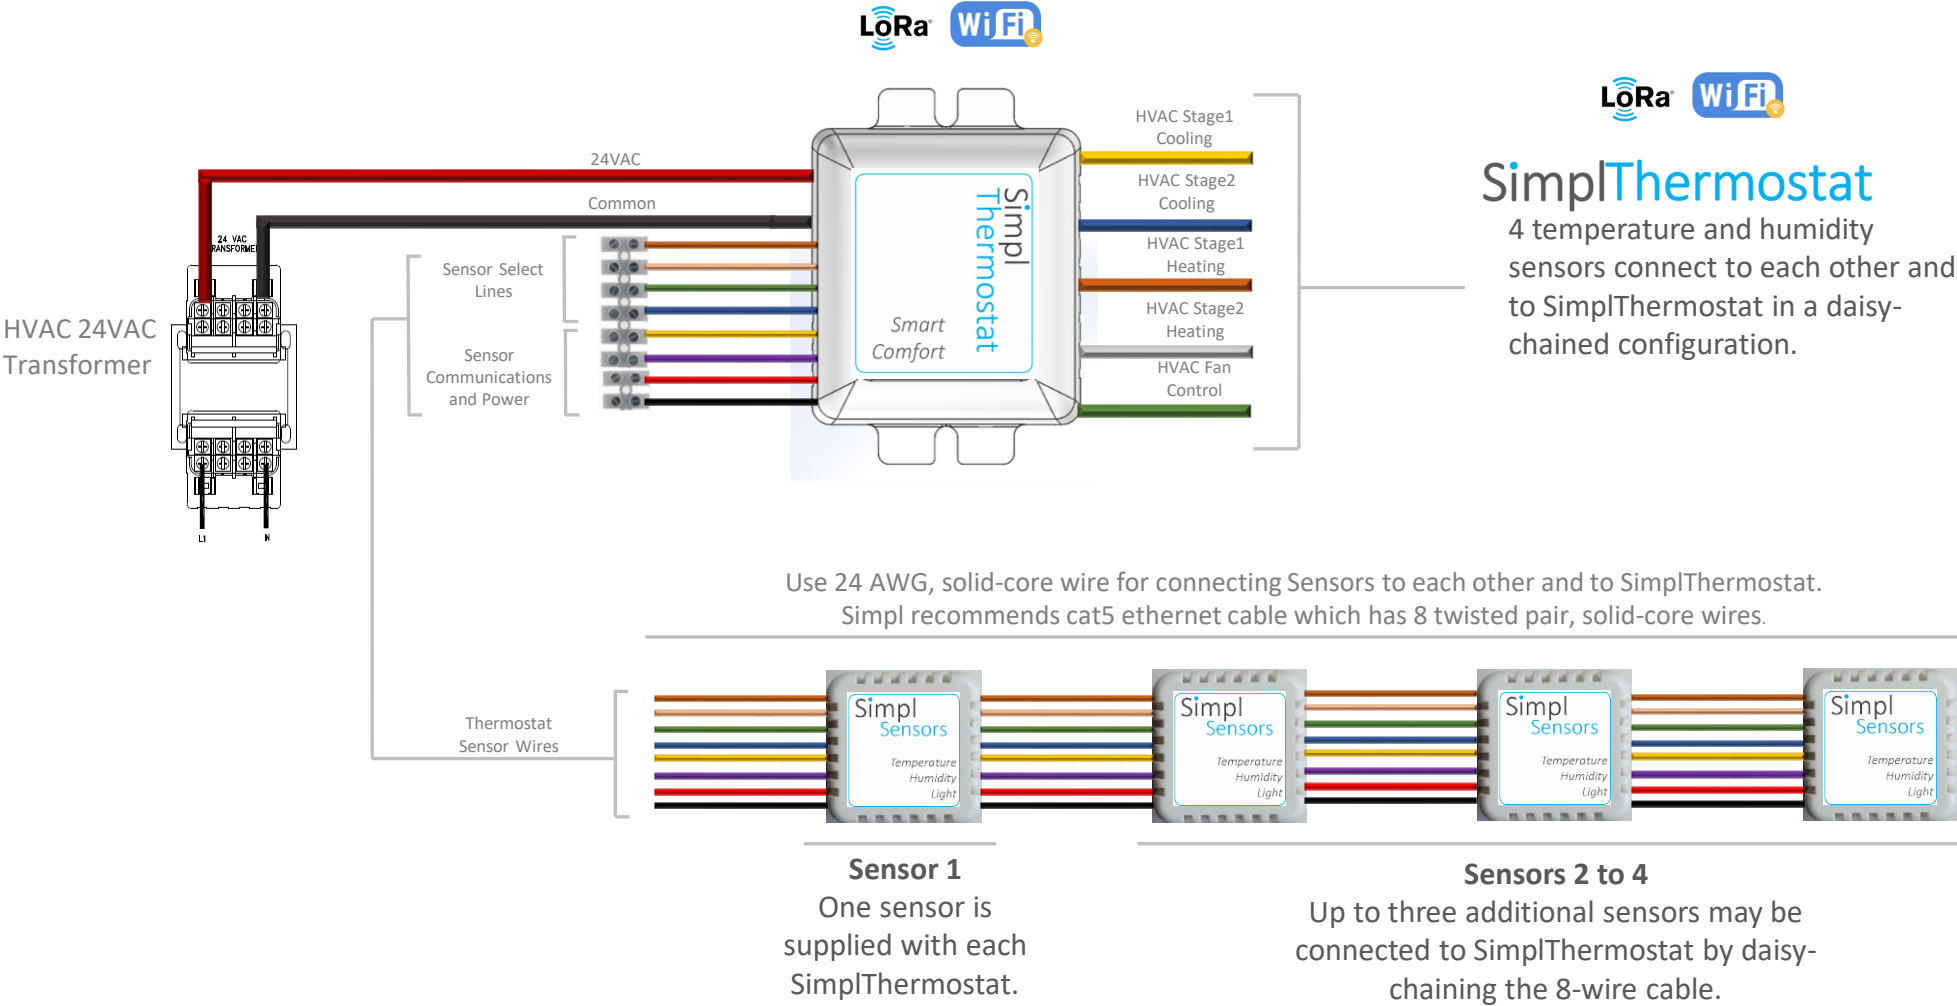 LoRa WiFi
LoRa WiFi
HVAC Stage1
Cooling
24VAC
HVAC Stage2
Cooling
SimplThermostat
Common
4 temperature and humidity
sensors connect to each other and
to SimplThermostat in a daisy-
chained configuration.
24 VAC
RANSFORME
Sensor Select
Lines
HVAC Stage1
Heating
Simpl
Thermostat
Smart
Comfort
HVAC Stage2
Heating
HVAC 24VAC
Transformer
Sensor
Communications
and Power
HVAC Fan
Control
L1 N
Use 24 AWG, solid-core wire for connecting Sensors to each other and to SimplThermostat.
Simpl recommends cat5 ethernet cable which has 8 twisted pair, solid-core wires.
Thermostat
Sensor Wires
Simpl
Sensors
Temperature
Humidity
Light
Simpl
Sensors
Temperature
Humidity
Light
Simpl
Sensors
Temperature
Humidity
Light
Simpl
Sensors
Temperature
Humidity
Light
Sensor 1
One sensor is
supplied with each
SimplThermostat.
Sensors 2 to 4
Up to three additional sensors may be
connected to SimplThermostat by daisy-
chaining the 8-wire cable.